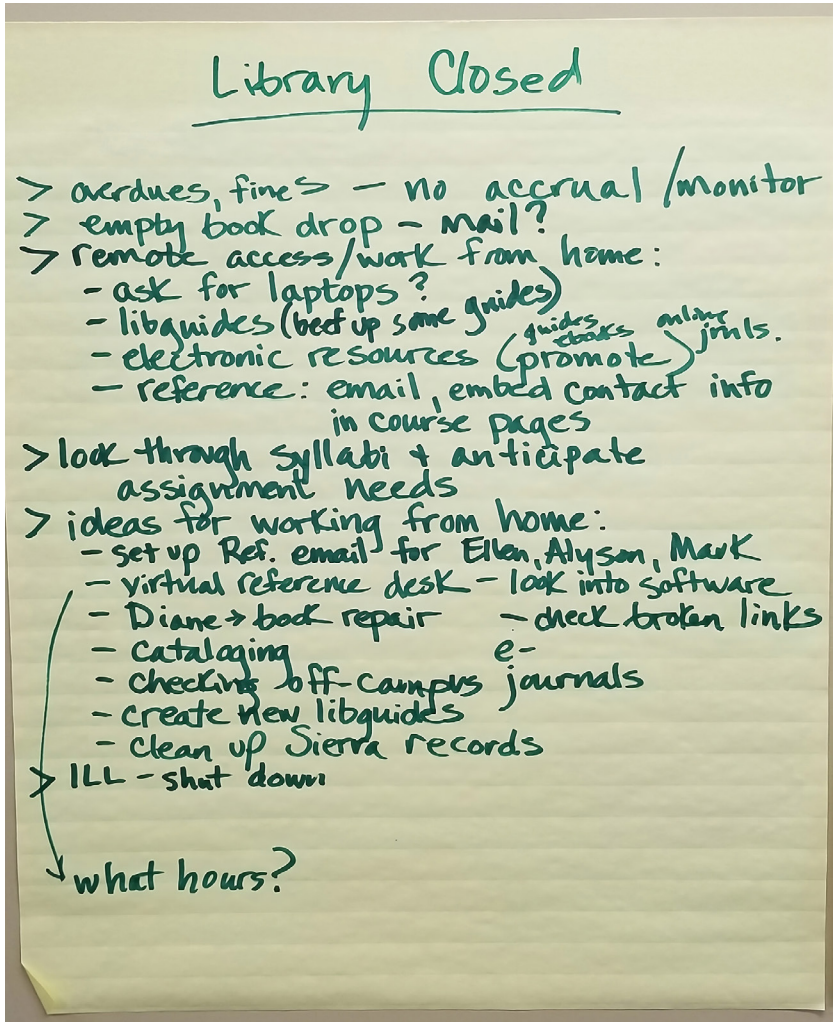 Library Closed
> overdues, fines – no accrual/monitor
> empty book drop – mail?
> remote access/work from home:
- ask for laptops?
- libguides (beef up some guides)
guides ebooks online
- electronic resources (promote) jrnls.
- reference: email, embed contact info
in course pages
> look through syllabi + anticipate
assignment needs
> ideas for working from home:
- set up Ref. email for Ellen, Alyson, Mark
- virtual reference desk – look into software
- Diane → book repair - check broken links
- cataloging e-
- checking off-campus journals
- create new libguides
- clean up Sierra records
> ILL - shut down
what hours?